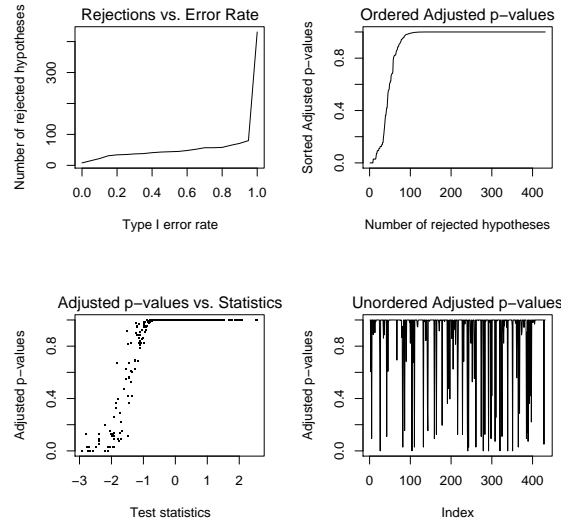 Rejections vs. Error Rate
Number of rejected hypotheses
0 100 400
0.0 0.2 0.4 0.6 0.8 1.0
Type I error rate
Ordered Adjusted p−values
Sorted Adjusted p−values
0.0 0.4 0.8
0 100 200 300 400
Number of rejected hypotheses
Adjusted p−values vs. Statistics
Adjusted p−values
0.0 0.4 0.8
−3 −2 −1 0 1 2
Test statistics
Unordered Adjusted p−values
Adjusted p−values
0.0 0.4 0.8
0 100 200 300 400
Index